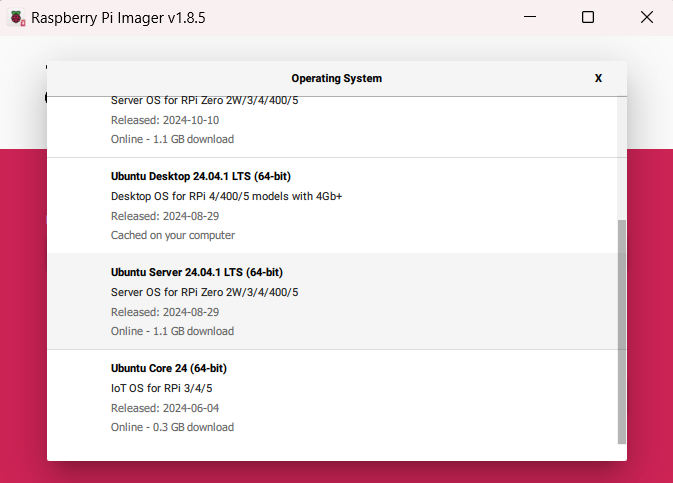 Raspberry Pi Imager v1.8.5
Operating System
X
Server OS for RPi Zero 2W/3/4/400/5
Released: 2024-10-10
Online - 1.1 GB download
Ubuntu Desktop 24.04.1 LTS (64-bit)
Desktop OS for RPi 4/400/5 models with 4Gb+
Released: 2024-08-29
Cached on your computer
Ubuntu Server 24.04.1 LTS (64-bit)
Server OS for RPi Zero 2W/3/4/400/5
Released: 2024-08-29
Online - 1.1 GB download
Ubuntu Core 24 (64-bit)
IoT OS for RPi 3/4/5
Released: 2024-06-04
Online - 0.3 GB download